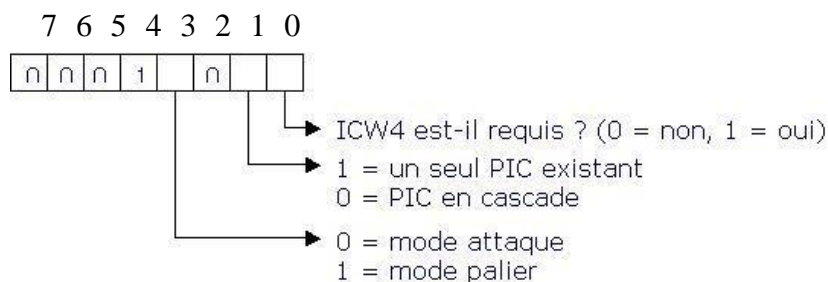 7 6 5 4 3 2 1 0
0 0 0 1 0
ICW4 est-il requis ? (0 = non, 1 = oui)
1 = un seul PIC existant
0 = PIC en cascade
0 = mode attaque
1 = mode palier